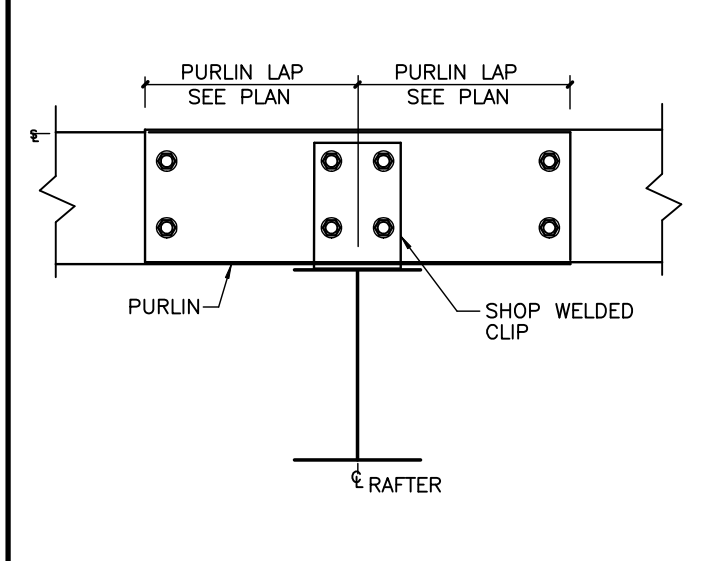 PURLIN LAP
SEE PLAN
PURLIN LAP
SEE PLAN
PURLIN
SHOP WELDED
CLIP
℄ RAFTER